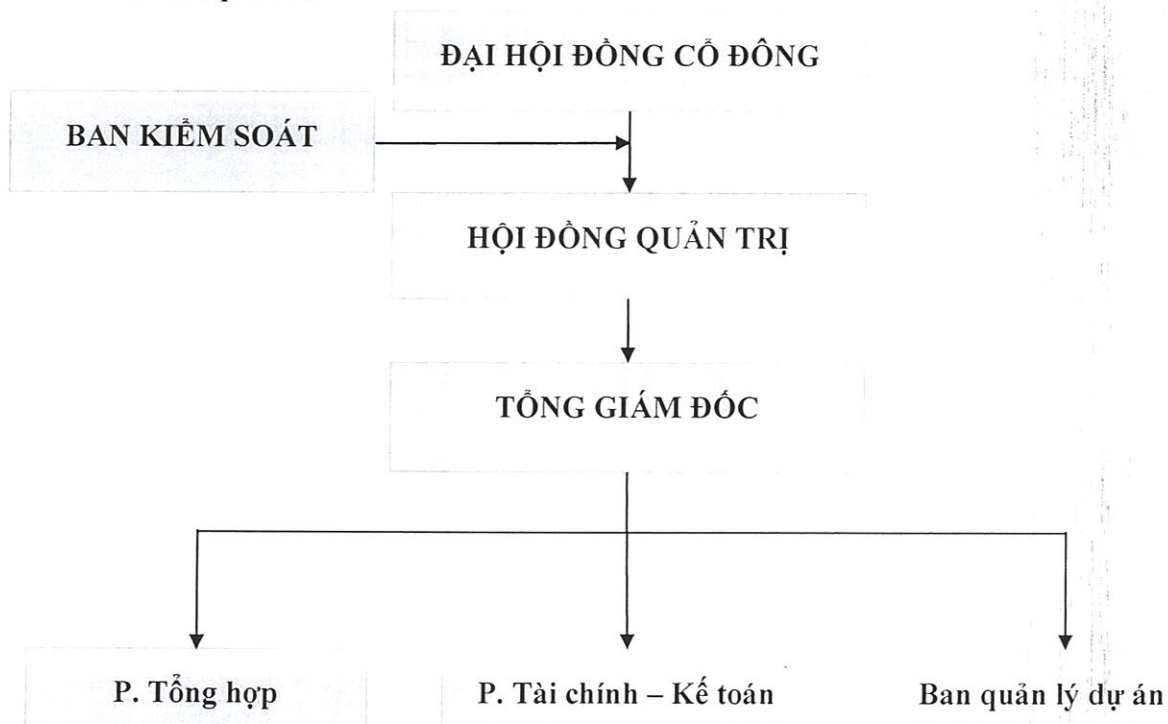 ĐẠI HỘI ĐỒNG CỔ ĐÔNG
BAN KIỂM SOÁT
HỘI ĐỒNG QUẢN TRỊ
TỔNG GIÁM ĐỐC
P. Tổng hợp
P. Tài chính – Kế toán
Ban quản lý dự án